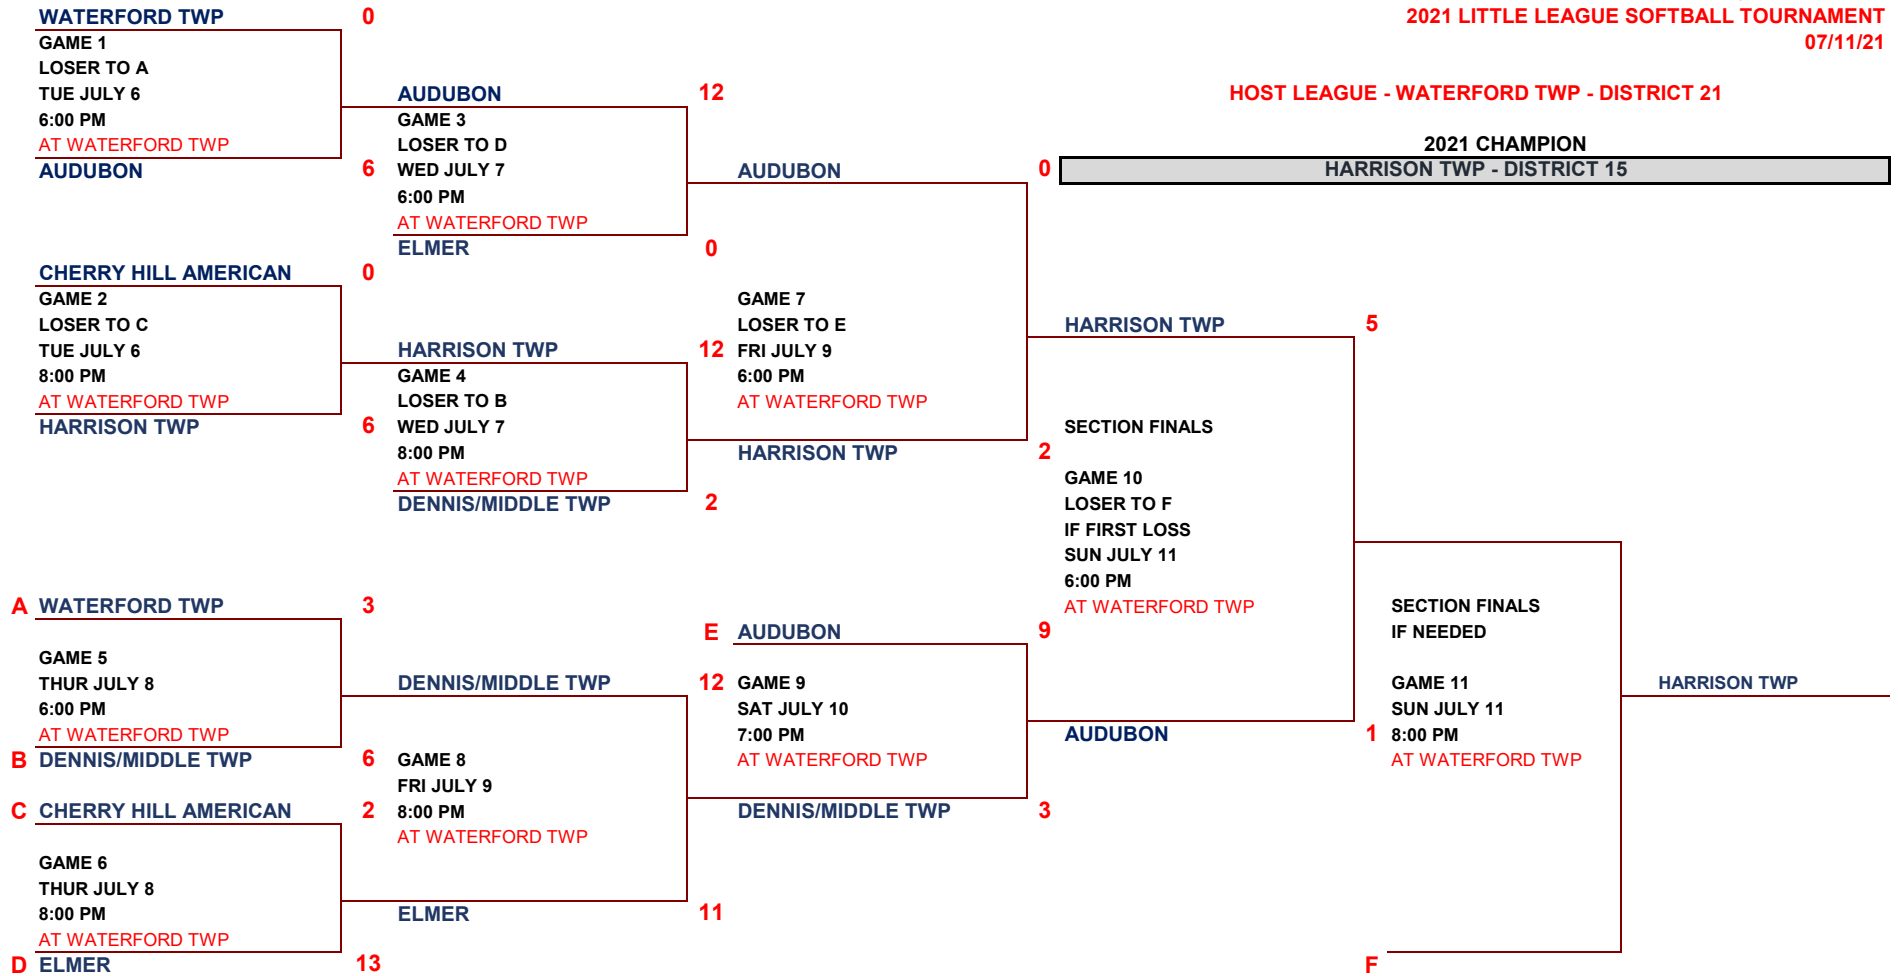 2021 LITTLE LEAGUE SOFTBALL TOURNAMENT
07/11/21
HOST LEAGUE - WATERFORD TWP - DISTRICT 21
2021 CHAMPION
HARRISON TWP - DISTRICT 15
WATERFORD TWP 0
GAME 1
LOSER TO A
TUE JULY 6
6:00 PM
AT WATERFORD TWP
AUDUBON 6
CHERRY HILL AMERICAN 0
GAME 2
LOSER TO C
TUE JULY 6
8:00 PM
AT WATERFORD TWP
HARRISON TWP 6
AUDUBON 12
GAME 3
LOSER TO D
WED JULY 7
6:00 PM
AT WATERFORD TWP
ELMER 0
HARRISON TWP 12
GAME 4
LOSER TO B
WED JULY 7
8:00 PM
AT WATERFORD TWP
DENNIS/MIDDLE TWP 2
AUDUBON 0
GAME 7
LOSER TO E
FRI JULY 9
6:00 PM
AT WATERFORD TWP
HARRISON TWP 2
HARRISON TWP 5
SECTION FINALS
GAME 10
LOSER TO F
IF FIRST LOSS
SUN JULY 11
6:00 PM
AT WATERFORD TWP
AUDUBON 1
A WATERFORD TWP 3
GAME 5
THUR JULY 8
6:00 PM
AT WATERFORD TWP
B DENNIS/MIDDLE TWP 6
C CHERRY HILL AMERICAN 2
GAME 6
THUR JULY 8
8:00 PM
AT WATERFORD TWP
D ELMER 13
DENNIS/MIDDLE TWP 12
GAME 8
FRI JULY 9
8:00 PM
AT WATERFORD TWP
ELMER 11
E AUDUBON 9
GAME 9
SAT JULY 10
7:00 PM
AT WATERFORD TWP
DENNIS/MIDDLE TWP 3
SECTION FINALS
IF NEEDED
GAME 11
SUN JULY 11
8:00 PM
AT WATERFORD TWP
F
HARRISON TWP